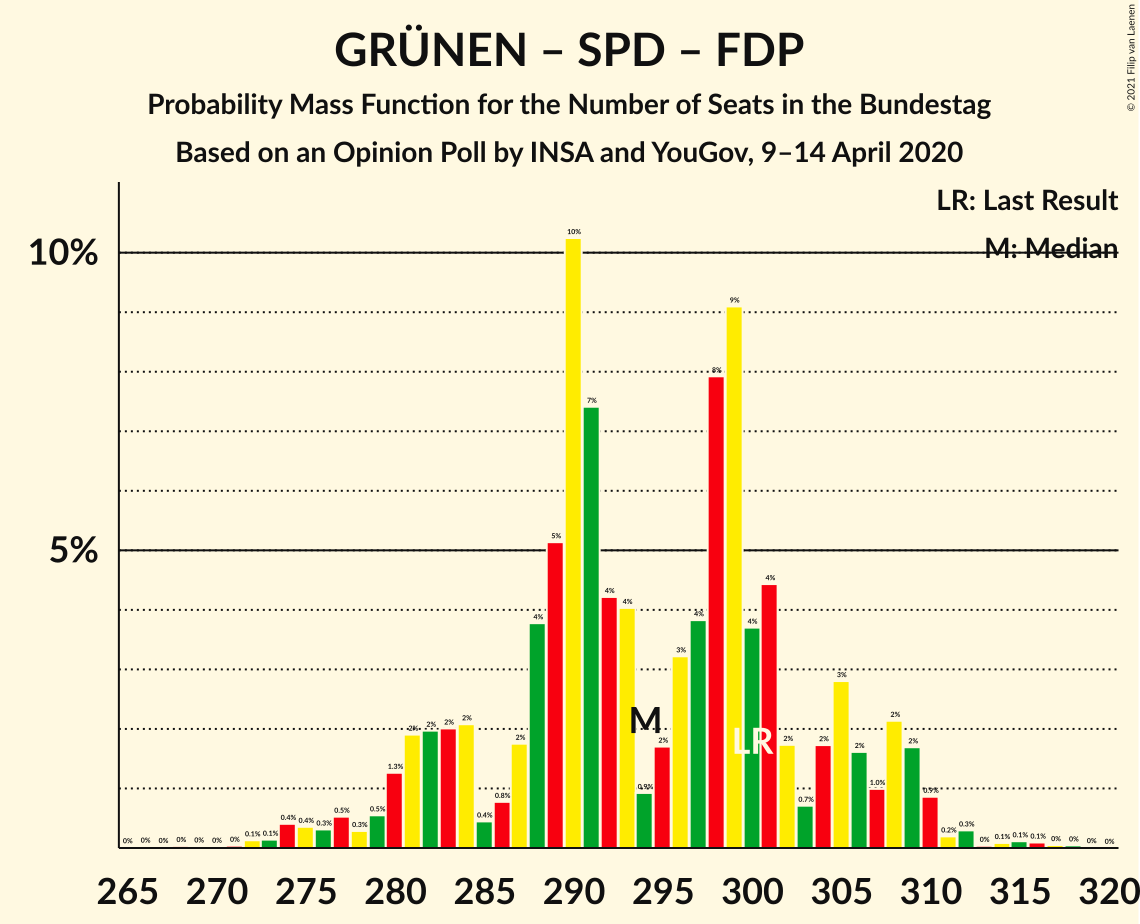 GRÜNEN – SPD – FDP
Probability Mass Function for the Number of Seats in the Bundestag
Based on an Opinion Poll by INSA and YouGov, 9–14 April 2020
© 2021 Filip van Laenen
LR: Last Result
M: Median
10%
5%
0% 0% 0% 0% 0% 0% 0% 0.1% 0.1% 0.4% 0.4% 0.3% 0.5% 0.3% 0.5% 1.3% 2% 2% 2% 2% 0.4% 0.8% 2% 4% 5% 10% 7% 4% 4% 0.9% 2% 3% 4% 8% 9% 4% 4% 2% 0.7% 2% 3% 2% 1.0% 2% 2% 0.9% 0.2% 0.3% 0% 0.1% 0.1% 0.1% 0% 0% 0% 0%
M
LR
265 270 275 280 285 290 295 300 305 310 315 320